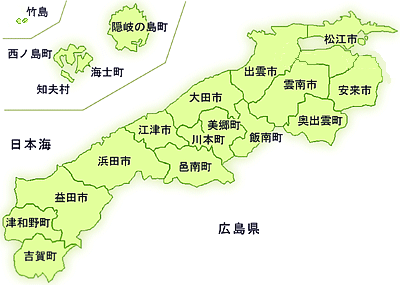 竹島
隠岐の島町
西ノ島町
海士町
知夫村
松江市
出雲市
雲南市
安来市
大田市
奥出雲町
美郷町
飯南町
江津市
川本町
日本海
浜田市
邑南町
益田市
津和野町
広島県
吉賀町